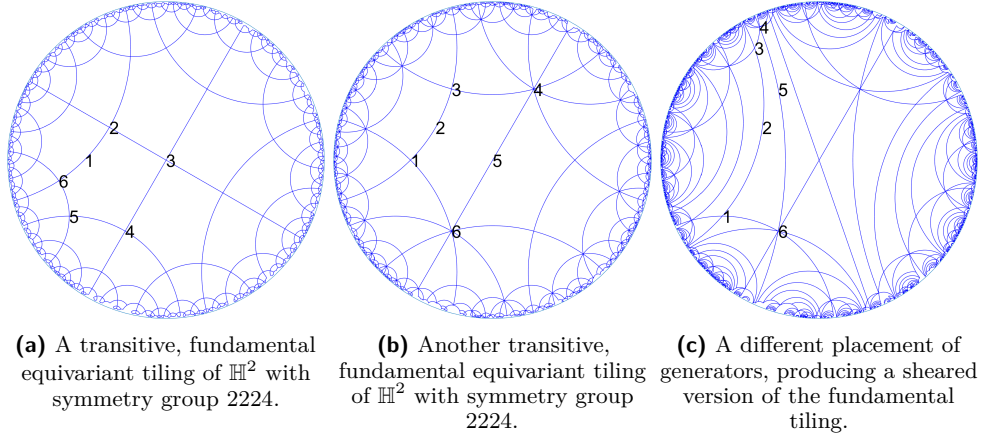 2
1
3
6
5
4
3
4
2
1
5
6
4
3
5
2
1
6
(a) A transitive, fundamental
equivariant tiling of ℍ² with
symmetry group 2224.
(b) Another transitive,
fundamental equivariant tiling
of ℍ² with symmetry group
2224.
(c) A different placement of
generators, producing a sheared
version of the fundamental
tiling.